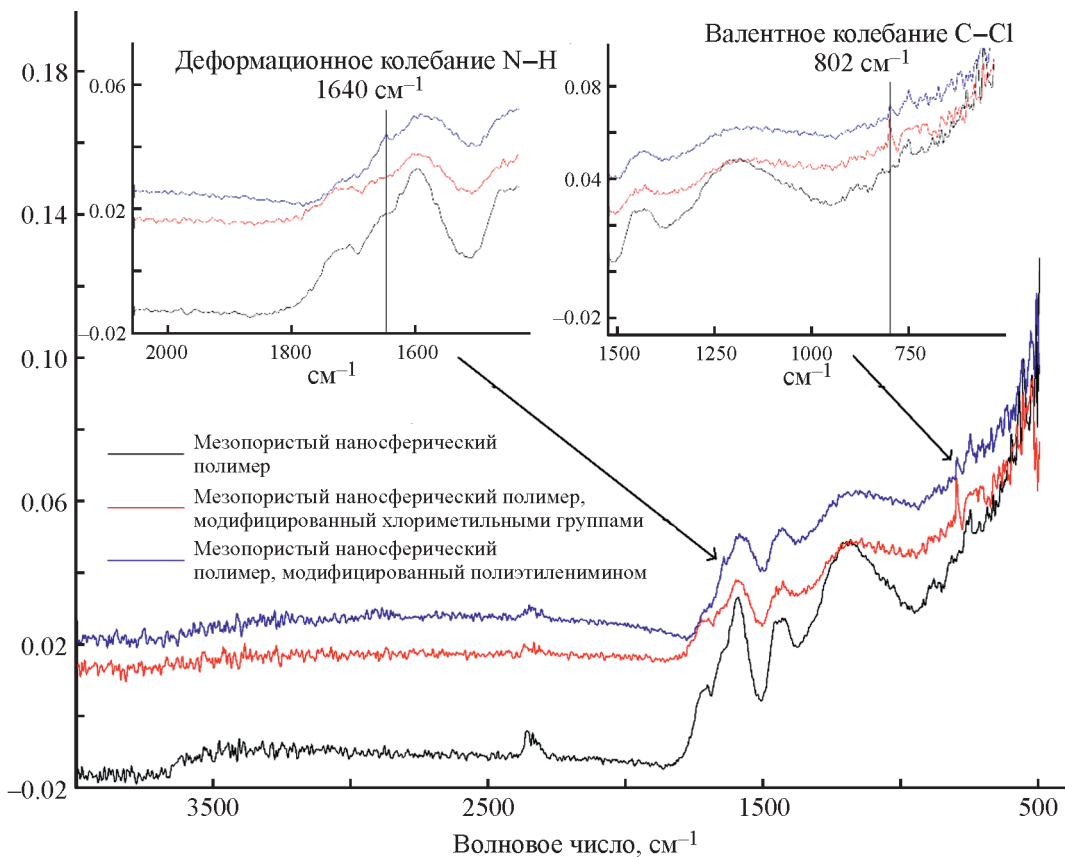 Деформационное колебание N–H
1640 см–1
0.06
0.02
–0.02
2000
1800
1600
см–1
Валентное колебание C–Cl
802 см–1
0.08
0.04
–0.02
1500
1250
1000
750
см–1
0.18
0.14
0.10
0.06
0.02
–0.02
Мезопористый наносферический
полимер
Мезопористый наносферический полимер,
модифицированный хлориметильными группами
Мезопористый наносферический
полимер, модифицированный полиэтиленимином
3500
2500
1500
500
Волновое число, см–1